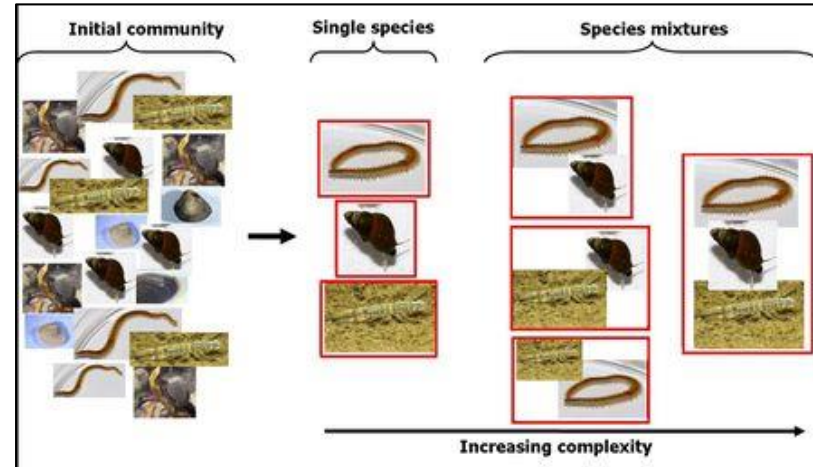 Initial community
Single species
Species mixtures
Increasing complexity